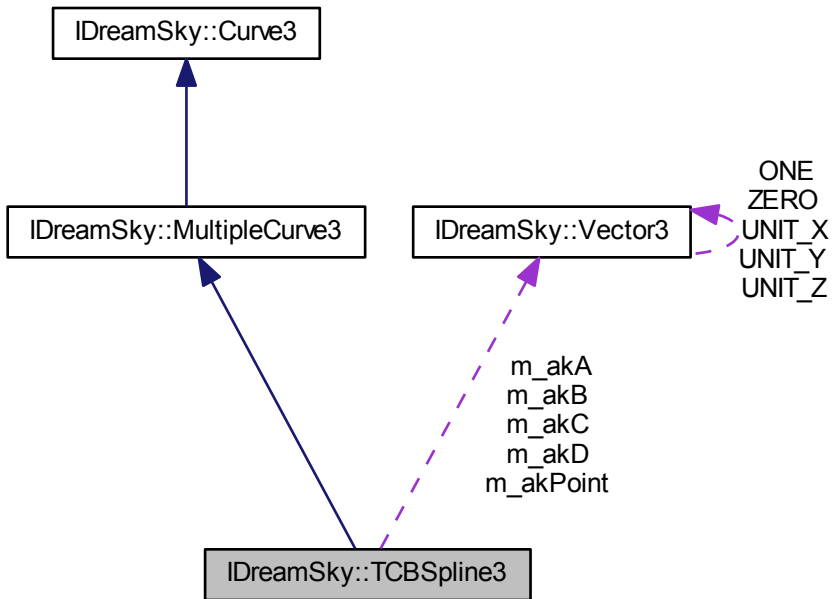 IDreamSky::Curve3
IDreamSky::MultipleCurve3
IDreamSky::Vector3
ONE
ZERO
UNIT_X
UNIT_Y
UNIT_Z
m_akA
m_akB
m_akC
m_akD
m_akPoint
IDreamSky::TCBSpline3